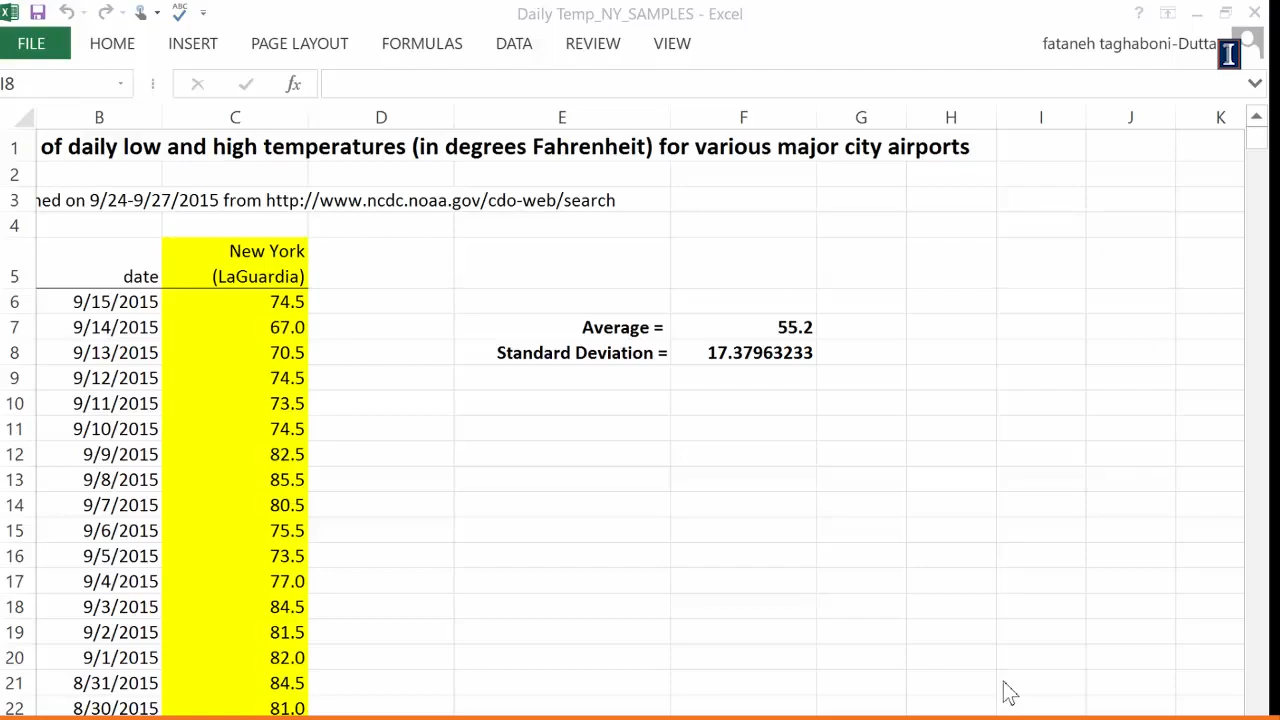 Daily Temp_NY_SAMPLES - Excel
ABC
?
FILE HOME INSERT PAGE LAYOUT FORMULAS DATA REVIEW VIEW fataneh taghaboni-Dutta
I
I8 fx
B C D E F G H I J K
1 of daily low and high temperatures (in degrees Fahrenheit) for various major city airports
2
3 ned on 9/24-9/27/2015 from http://www.ncdc.noaa.gov/cdo-web/search
4
New York
5 date (LaGuardia)
6 9/15/2015 74.5
7 9/14/2015 67.0 Average = 55.2
8 9/13/2015 70.5 Standard Deviation = 17.37963233
9 9/12/2015 74.5
10 9/11/2015 73.5
11 9/10/2015 74.5
12 9/9/2015 82.5
13 9/8/2015 85.5
14 9/7/2015 80.5
15 9/6/2015 75.5
16 9/5/2015 73.5
17 9/4/2015 77.0
18 9/3/2015 84.5
19 9/2/2015 81.5
20 9/1/2015 82.0
21 8/31/2015 84.5
22 8/30/2015 81.0